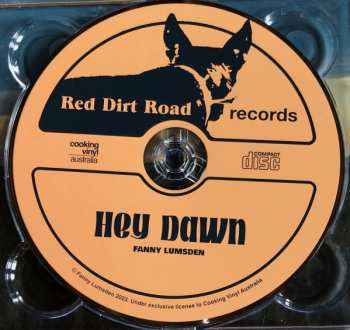 Red Dirt Road
records
cooking
vinyl
australia
COMPACT
disc
Hey Dawn
FANNY LUMSDEN
© Fanny Lumsden 2023. Under exclusive license to Cooking Vinyl Australia